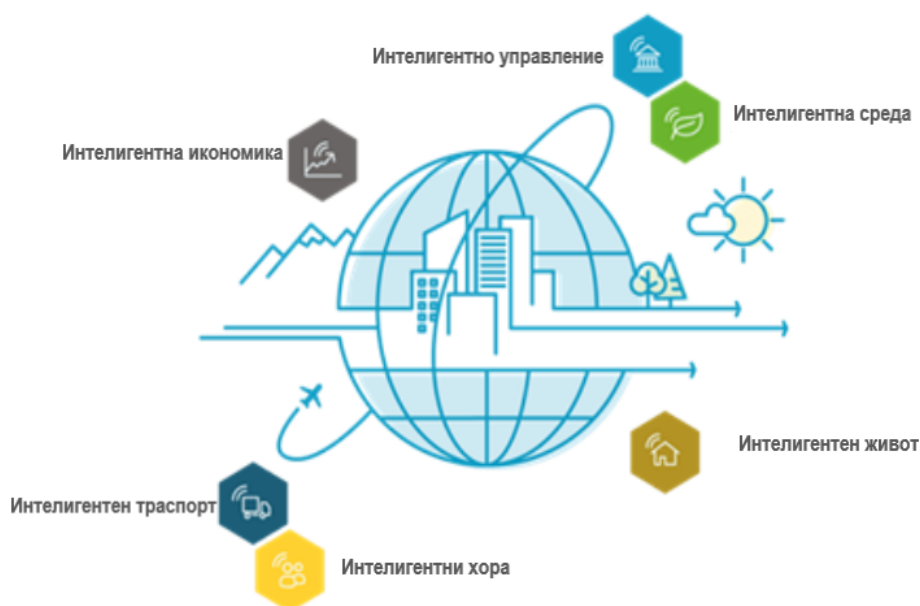 Интелигентно управление
Интелигентна среда
Интелигентна икономика
Интелигентен живот
Интелигентен траспорт
Интелигентни хора